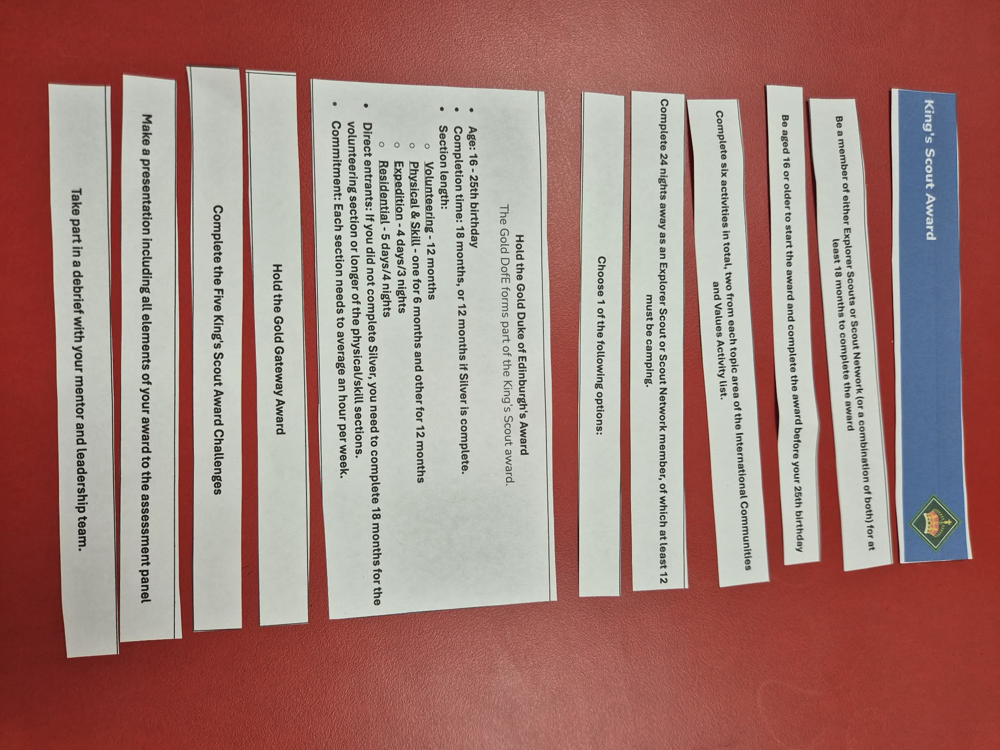 King's Scout Award
Be a member of either Explorer Scouts or Scout Network (or a combination of both) for at
least 18 months to complete the award
Be aged 16 or older to start the award and complete the award before your 25th birthday
Complete six activities in total, two from each topic area of the International Communities
and Values Activity list.
Complete 24 nights away as an Explorer Scout or Scout Network member, of which at least 12
must be camping.
Choose 1 of the following options:
Hold the Gold Duke of Edinburgh's Award
The Gold DofE forms part of the King's Scout award.
• Age: 16 - 25th birthday
• Completion time: 18 months, or 12 months if Silver is complete.
• Section length:
○ Volunteering - 12 months
○ Physical & Skill - one for 6 months and other for 12 months
○ Expedition - 4 days/3 nights
○ Residential - 5 days/4 nights
• Direct entrants: If you did not complete Silver, you need to complete 18 months for the
volunteering section or longer of the physical/skill sections.
• Commitment: Each section needs to average an hour per week.
Hold the Gold Gateway Award
Complete the Five King's Scout Award Challenges
Make a presentation including all elements of your award to the assessment panel
Take part in a debrief with your mentor and leadership team.